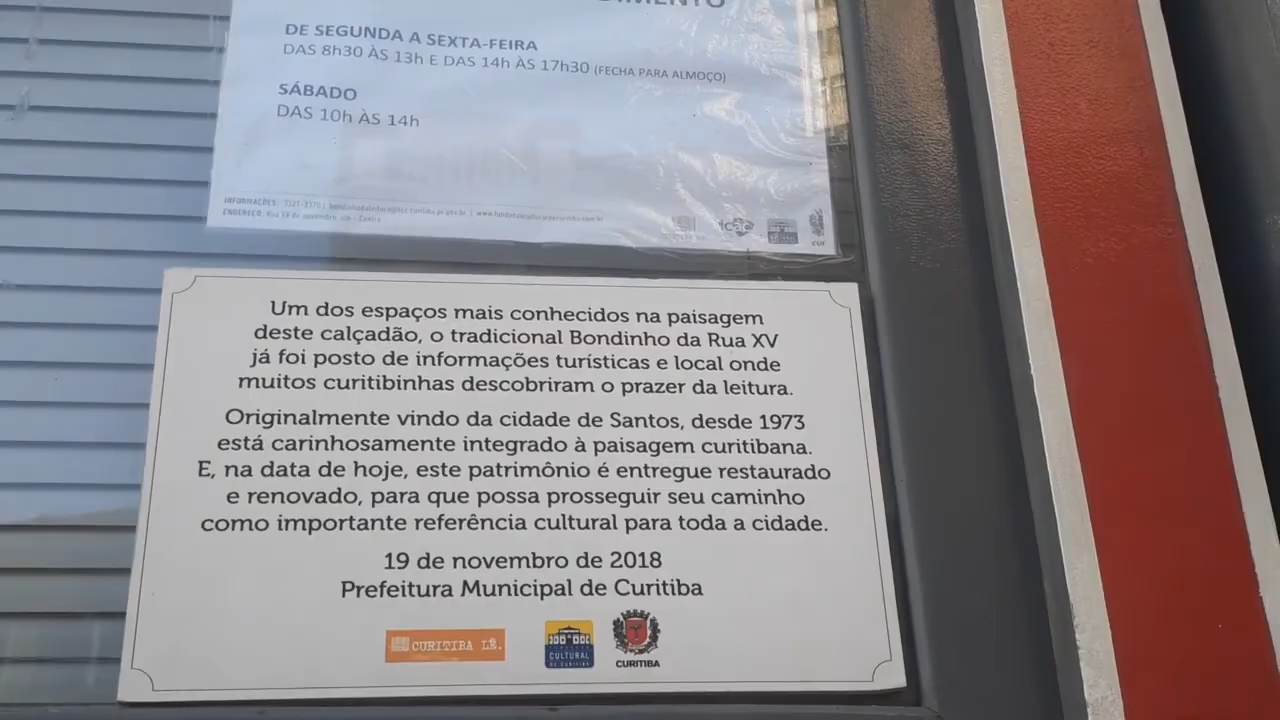 DE SEGUNDA A SEXTA-FEIRA
DAS 8h30 ÀS 13h E DAS 14h ÀS 17h30 (FECHA PARA ALMOÇO)
SÁBADO
DAS 10h ÀS 14h
INFORMAÇÕES:
ENDEREÇO:
Um dos espaços mais conhecidos na paisagem
deste calçadão, o tradicional Bondinho da Rua XV
já foi posto de informações turísticas e local onde
muitos curitibinhas descobriram o prazer da leitura.
Originalmente vindo da cidade de Santos, desde 1973
está carinhosamente integrado à paisagem curitibana.
E, na data de hoje, este patrimônio é entregue restaurado
e renovado, para que possa prosseguir seu caminho
como importante referência cultural para toda a cidade.
19 de novembro de 2018
Prefeitura Municipal de Curitiba
CURITIBA LÊ.
CULTURAL
DE CURITIBA
CURITIBA